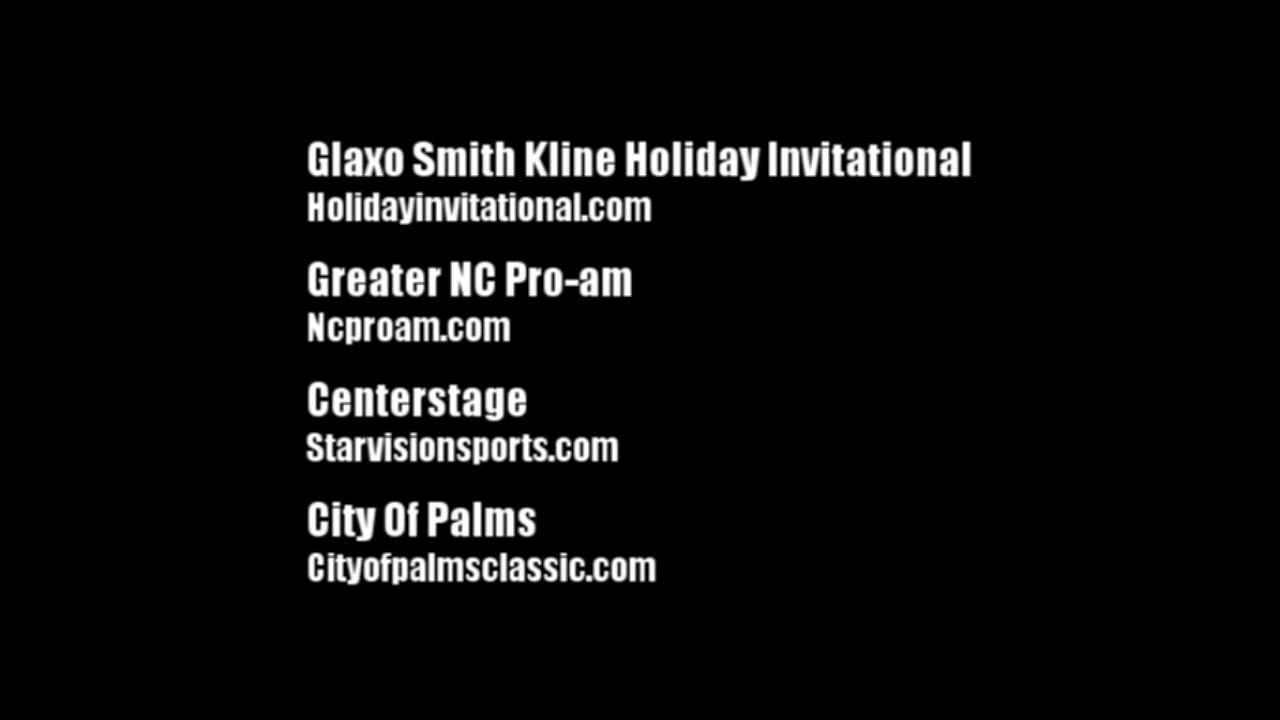 Glaxo Smith Kline Holiday Invitational
Holidayinvitational.com
Greater NC Pro-am
Ncproam.com
Centerstage
Starvisionsports.com
City Of Palms
Cityofpalmsclassic.com